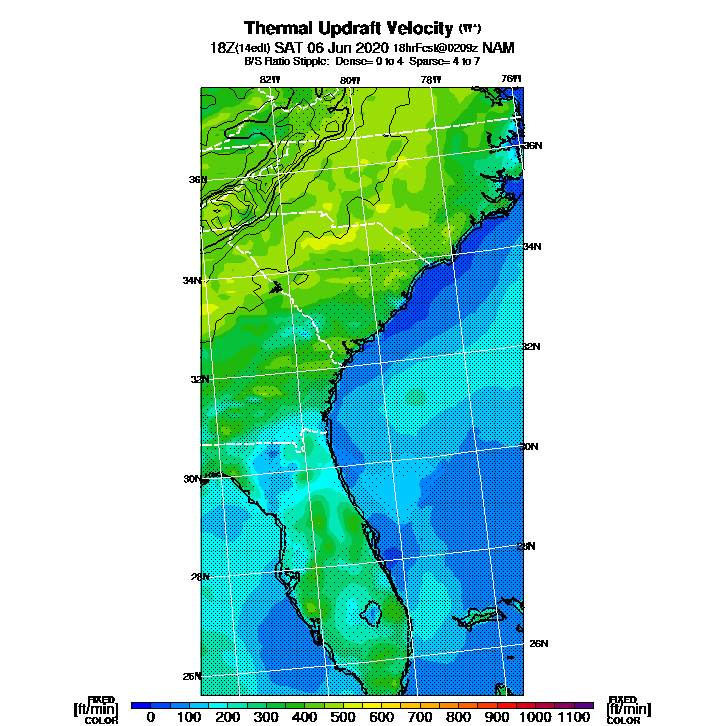 Thermal Updraft Velocity
18Z(14edt) SAT 06 Jun 2020 18hrFcst@0209z NAM
B/S Ratio Stipple: Dense= 0 to 4 Sparse= 4 to 7
82W 80W 78W 76W
36N
36N
34N
34N
32N
32N
30N
30N
28N
28N
26N
26N
FIXED FIXED
[ft/min] [ft/min]
COLOR COLOR
0 100 200 300 400 500 600 700 800 900 1000 1100